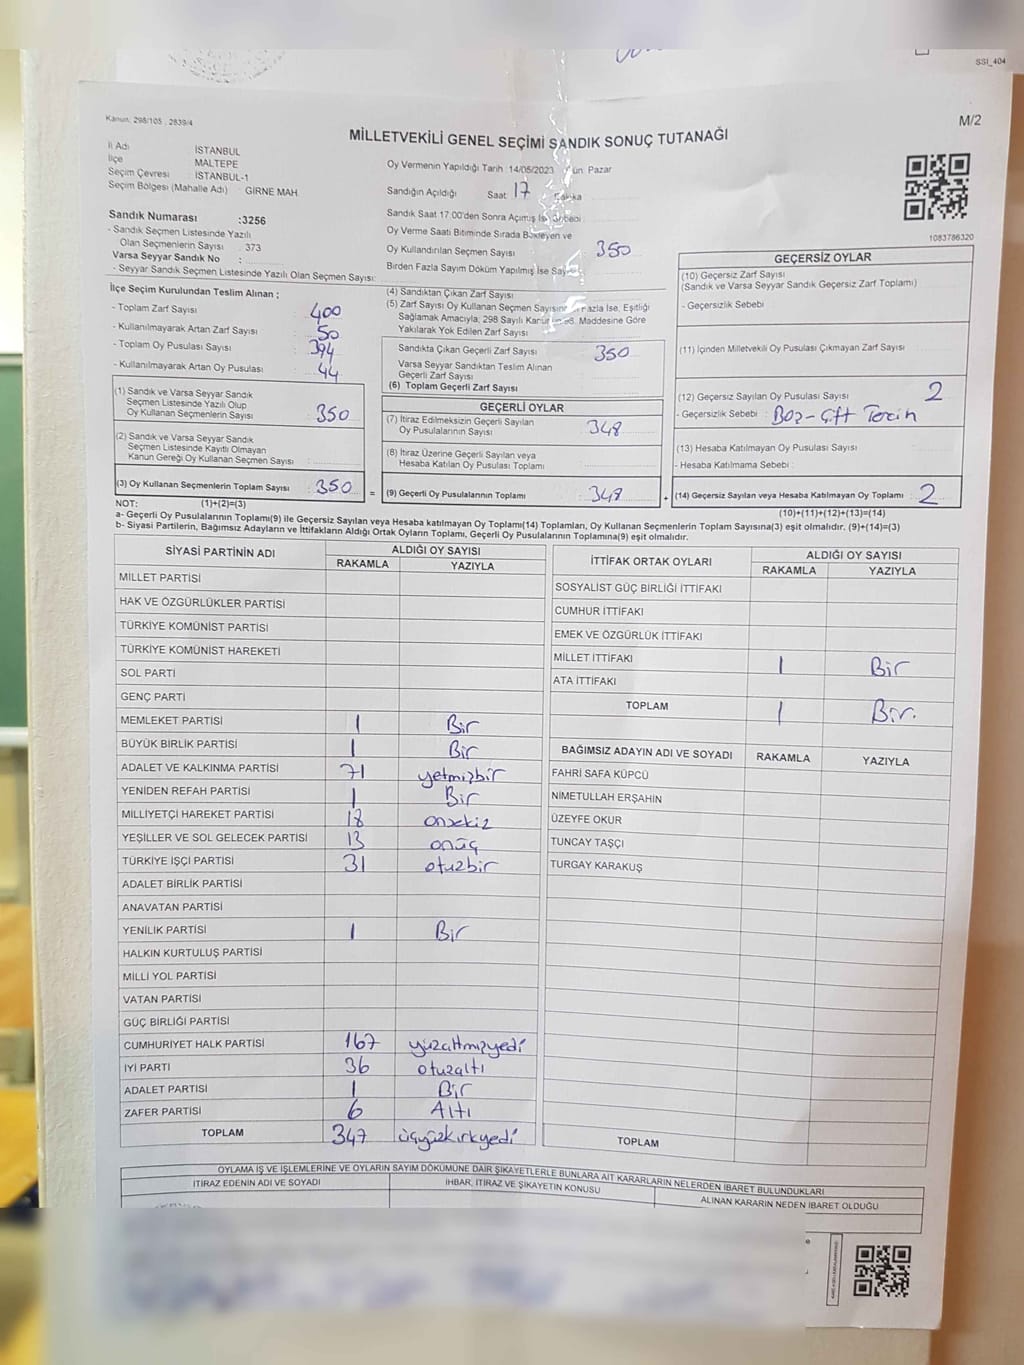 SSI_404
Kanun: 298/105 , 2839/4
M/2
MİLLETVEKİLİ GENEL SEÇİMİ SANDIK SONUÇ TUTANAĞI
İl Adı İSTANBUL
İlçe MALTEPE
Seçim Çevresi : İSTANBUL-1
Seçim Bölgesi (Mahalle Adı) : GİRNE MAH.
Oy Vermenin Yapıldığı Tarih :14/05/2023 Pazar
Sandığın Açıldığı Saat: 17
Sandık Saat 17:00'den Sonra Açılmış İse
Oy Verme Saati Bitiminde Sırada Bekleyen ve
Oy Kullandırılan Seçmen Sayısı 350
Birden Fazla Sayım Döküm Yapılmış İse
1083786320
Sandık Numarası :3256
- Sandık Seçmen Listesinde Yazılı
Olan Seçmenlerin Sayısı : 373
Varsa Seyyar Sandık No :
- Seyyar Sandık Seçmen Listesinde Yazılı Olan Seçmen Sayısı:
İlçe Seçim Kurulundan Teslim Alınan ;
- Toplam Zarf Sayısı 400
- Kullanılmayarak Artan Zarf Sayısı 50
- Toplam Oy Pusulası Sayısı 394
- Kullanılmayarak Artan Oy Pusulası 44
(1) Sandık ve Varsa Seyyar Sandık
Seçmen Listesinde Yazılı Olup
Oy Kullanan Seçmenlerin Sayısı 350
(2) Sandık ve Varsa Seyyar Sandık
Seçmen Listesinde Kayıtlı Olmayan
Kanun Gereği Oy Kullanan Seçmen Sayısı :
(3) Oy Kullanan Seçmenlerin Toplam Sayısı 350 =
(4) Sandıktan Çıkan Zarf Sayısı
(5) Zarf Sayısı Oy Kullanan Seçmen Fazla İse, Eşitliği
Sağlamak Amacıyla, 298 Sayılı Maddesine Göre
Yakılarak Yok Edilen Zarf Sayısı
Sandıkta Çıkan Geçerli Zarf Sayısı 350
Varsa Seyyar Sandıktan Teslim Alınan
Geçerli Zarf Sayısı
(6) Toplam Geçerli Zarf Sayısı
GEÇERLİ OYLAR
(7) İtiraz Edilmeksizin Geçerli Sayılan
Oy Pusulalarının Sayısı 348
(8) İtiraz Üzerine Geçerli Sayılan veya
Hesaba Katılan Oy Pusulası Toplamı
(9) Geçerli Oy Pusulalarının Toplamı 348 +
GEÇERSİZ OYLAR
(10) Geçersiz Zarf Sayısı
(Sandık ve Varsa Seyyar Sandık Geçersiz Zarf Toplamı)
- Geçersizlik Sebebi
(11) İçinden Milletvekili Oy Pusulası Çıkmayan Zarf Sayısı
(12) Geçersiz Sayılan Oy Pusulası Sayısı 2
- Geçersizlik Sebebi : Boş-Çift Tercih
(13) Hesaba Katılmayan Oy Pusulası Sayısı
- Hesaba Katılmama Sebebi :
(14) Geçersiz Sayılan veya Hesaba Katılmayan Oy Toplamı 2
NOT: (1)+(2)=(3) (10)+(11)+(12)+(13)=(14)
a- Geçerli Oy Pusulalarının Toplamı(9) ile Geçersiz Sayılan veya Hesaba katılmayan Oy Toplamı(14) Toplamları, Oy Kullanan Seçmenlerin Toplam Sayısına(3) eşit olmalıdır. (9)+(14)=(3)
b- Siyasi Partilerin, Bağımsız Adayların ve İttifakların Aldığı Ortak Oyların Toplamı, Geçerli Oy Pusulalarının Toplamına(9) eşit olmalıdır.
SİYASİ PARTİNİN ADI ALDIĞI OY SAYISI
RAKAMLA YAZIYLA
MİLLET PARTİSİ
HAK VE ÖZGÜRLÜKLER PARTİSİ
TÜRKİYE KOMÜNİST PARTİSİ
TÜRKİYE KOMÜNİST HAREKETİ
SOL PARTİ
GENÇ PARTİ
MEMLEKET PARTİSİ 1 Bir
BÜYÜK BİRLİK PARTİSİ 1 Bir
ADALET VE KALKINMA PARTİSİ 71 yetmişbir
YENİDEN REFAH PARTİSİ 1 Bir
MİLLİYETÇİ HAREKET PARTİSİ 18 onsekiz
YEŞİLLER VE SOL GELECEK PARTİSİ 13 onüç
TÜRKİYE İŞÇİ PARTİSİ 31 otuzbir
ADALET BİRLİK PARTİSİ
ANAVATAN PARTİSİ
YENİLİK PARTİSİ 1 Bir
HALKIN KURTULUŞ PARTİSİ
MİLLİ YOL PARTİSİ
VATAN PARTİSİ
GÜÇ BİRLİĞİ PARTİSİ
CUMHURİYET HALK PARTİSİ 167 yüzaltmışyedi
İYİ PARTİ 36 otuzaltı
ADALET PARTİSİ 1 Bir
ZAFER PARTİSİ 6 Altı
TOPLAM 347 üçyüzkırkyedi
İTTİFAK ORTAK OYLARI ALDIĞI OY SAYISI
RAKAMLA YAZIYLA
SOSYALİST GÜÇ BİRLİĞİ İTTİFAKI
CUMHUR İTTİFAKI
EMEK VE ÖZGÜRLÜK İTTİFAKI
MİLLET İTTİFAKI 1 Bir
ATA İTTİFAKI
TOPLAM 1 Bir.
BAĞIMSIZ ADAYIN ADI VE SOYADI RAKAMLA YAZIYLA
FAHRİ SAFA KÜPCÜ
NİMETULLAH ERŞAHİN
ÜZEYFE OKUR
TUNCAY TAŞÇI
TURGAY KARAKUŞ
TOPLAM
OYLAMA İŞ VE İŞLEMLERİNE VE OYLARIN SAYIM DÖKÜMÜNE DAİR ŞİKAYETLERLE BUNLARA AİT KARARLARIN NELERDEN İBARET BULUNDUKLARI
İTİRAZ EDENİN ADI VE SOYADI İHBAR, İTİRAZ VE ŞİKAYETİN KONUSU ALINAN KARARIN NEDEN İBARET OLDUĞU